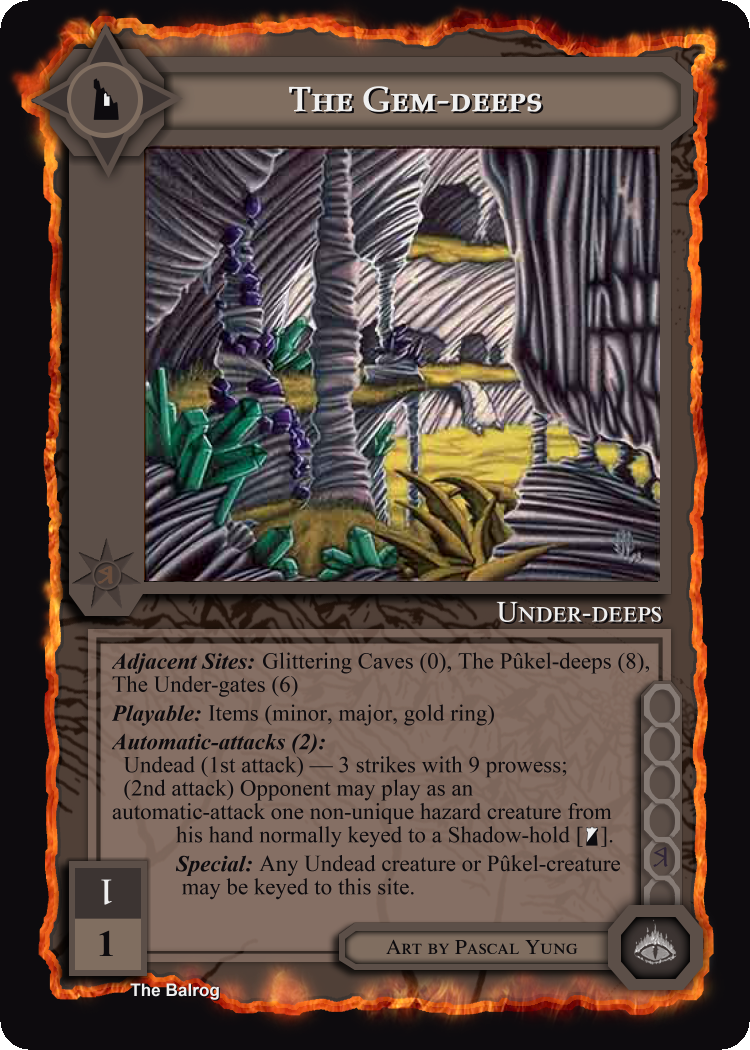 The Gem-deeps
Under-deeps
Adjacent Sites: Glittering Caves (0), The Pûkel-deeps (8),
The Under-gates (6)
Playable: Items (minor, major, gold ring)
Automatic-attacks (2):
Undead (1st attack) — 3 strikes with 9 prowess;
(2nd attack) Opponent may play as an
automatic-attack one non-unique hazard creature from
his hand normally keyed to a Shadow-hold [ ].
Special: Any Undead creature or Pûkel-creature
may be keyed to this site.
1
1
Art by Pascal Yung
The Balrog